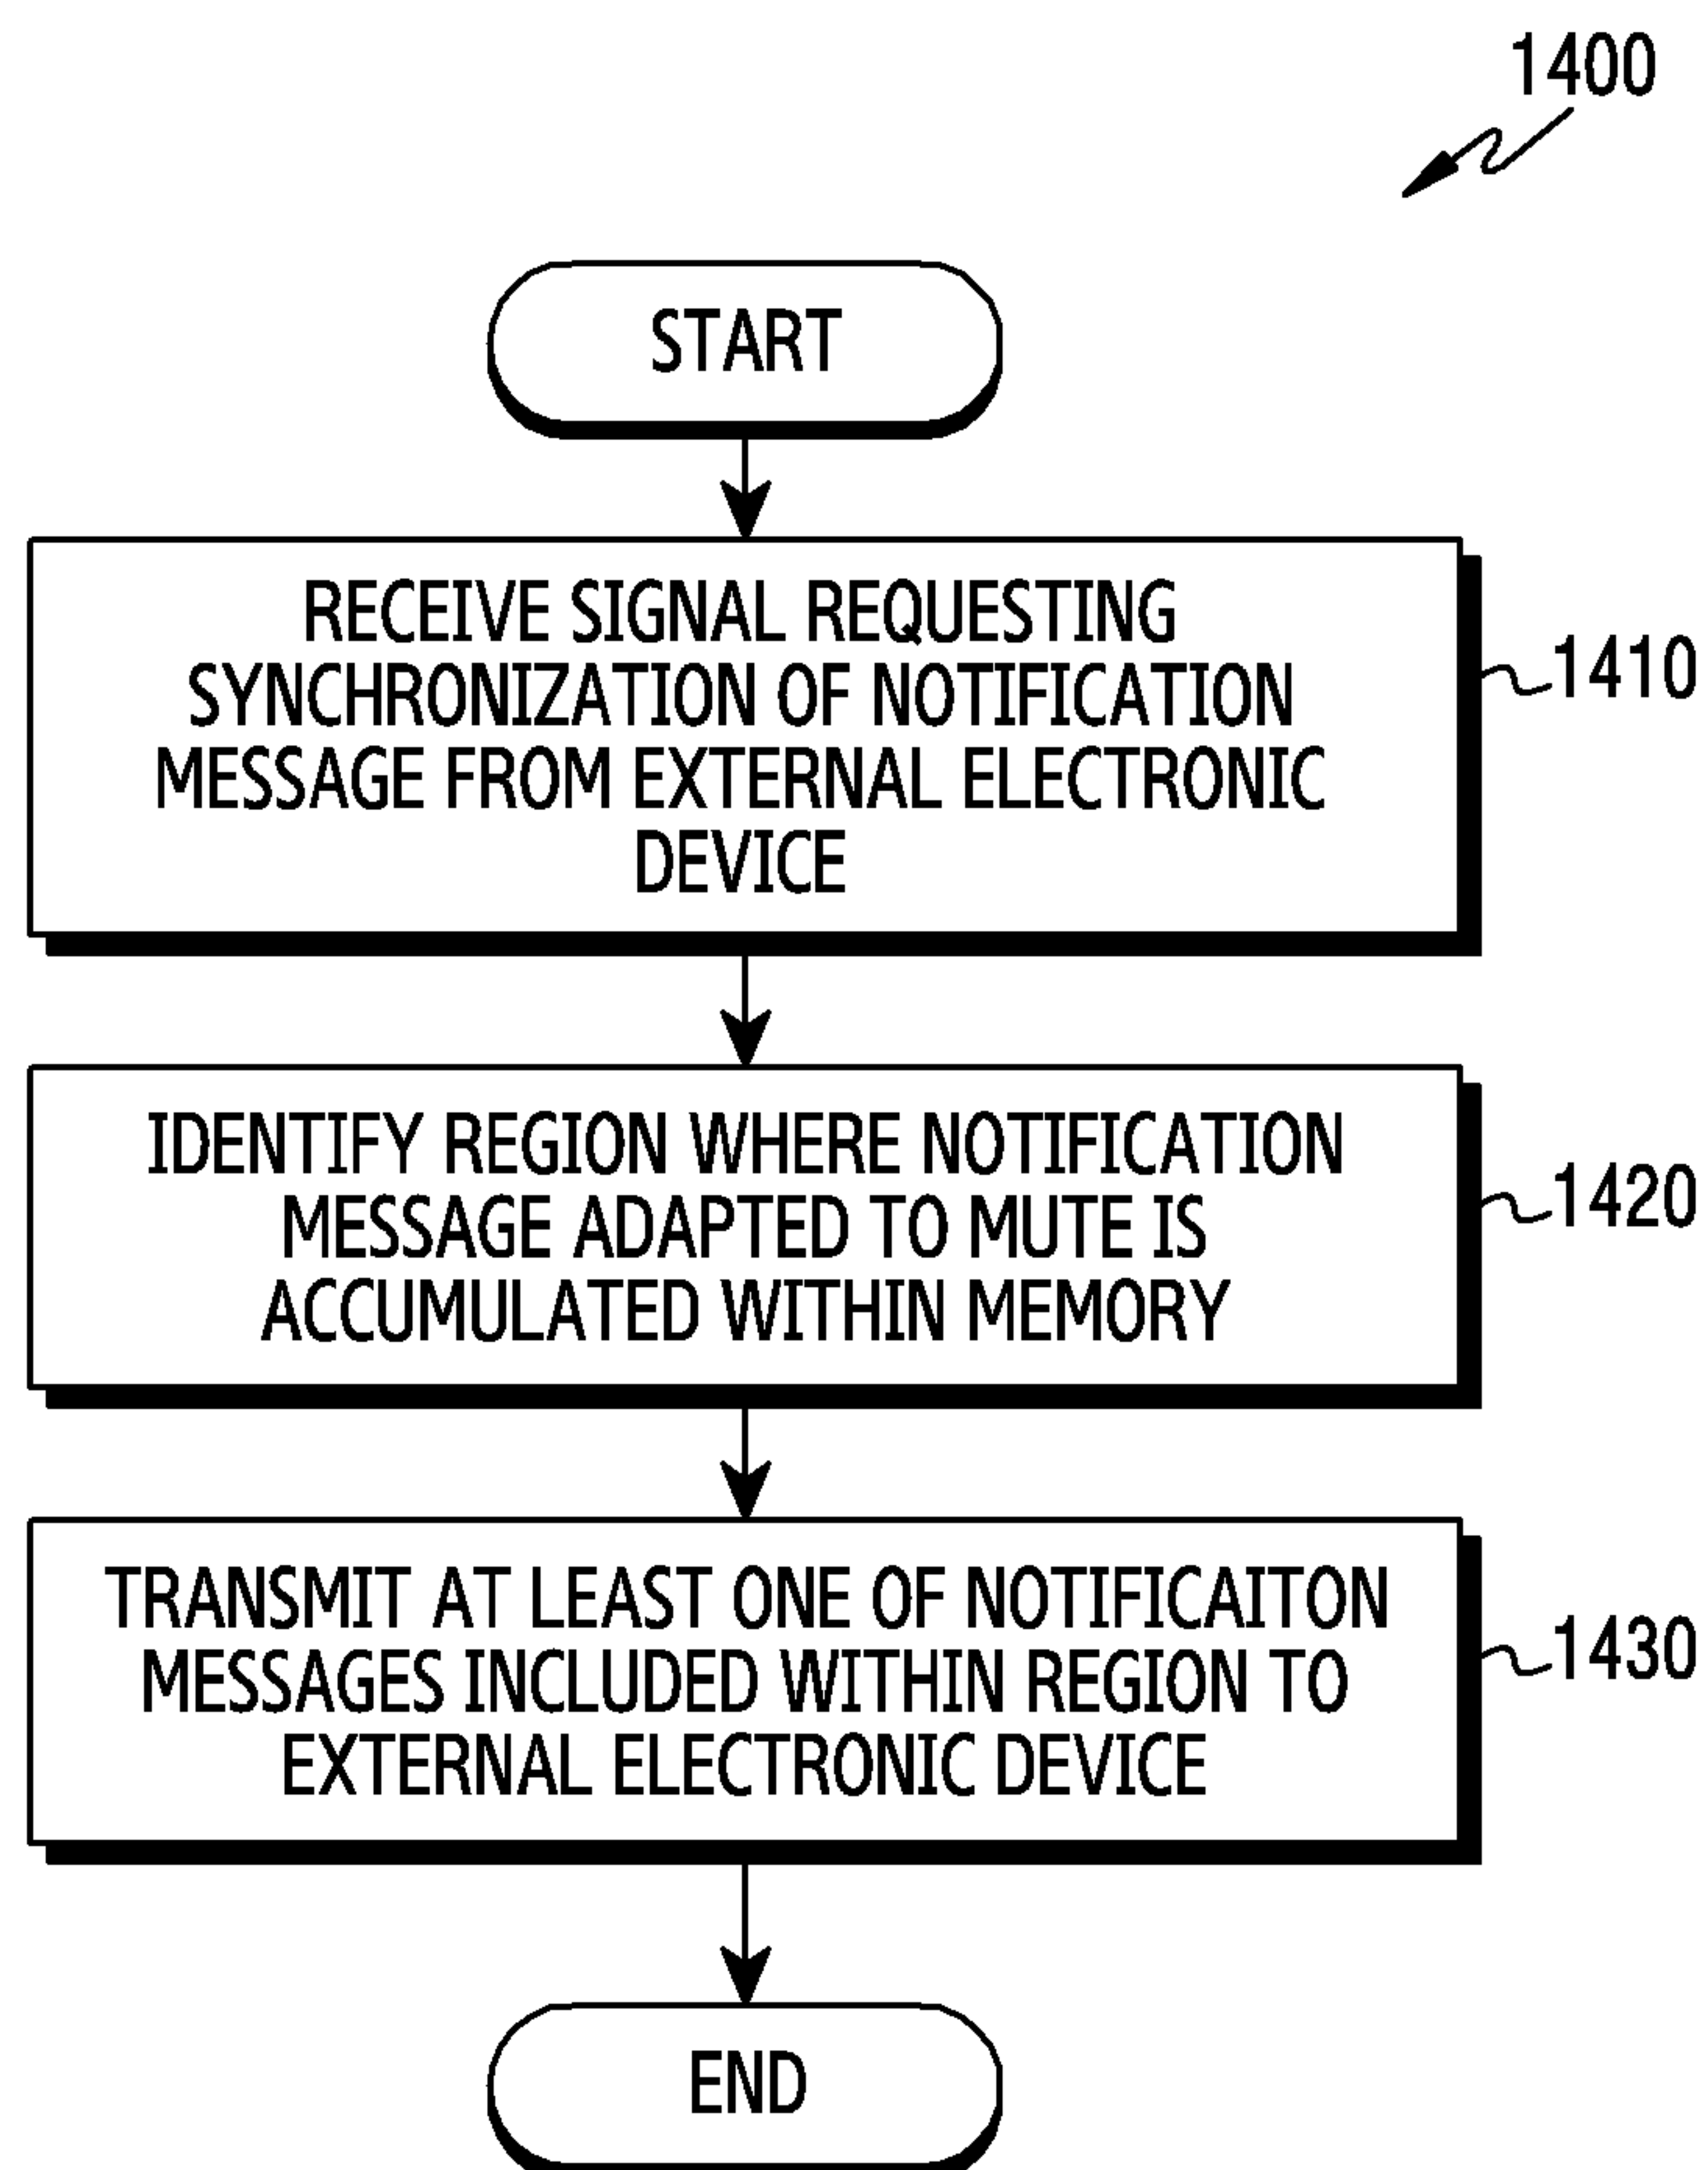 1400
START
RECEIVE SIGNAL REQUESTING
SYNCHRONIZATION OF NOTIFICATION
MESSAGE FROM EXTERNAL ELECTRONIC
DEVICE
1410
IDENTIFY REGION WHERE NOTIFICATION
MESSAGE ADAPTED TO MUTE IS
ACCUMULATED WITHIN MEMORY
1420
TRANSMIT AT LEAST ONE OF NOTIFICAITON
MESSAGES INCLUDED WITHIN REGION TO
EXTERNAL ELECTRONIC DEVICE
1430
END